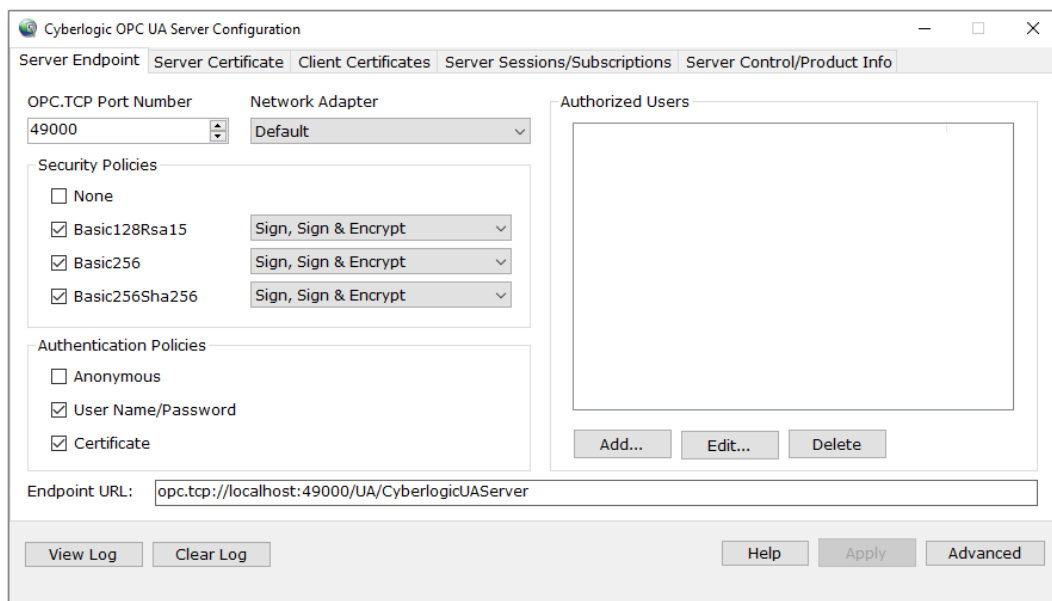 Cyberlogic OPC UA Server Configuration
Server Endpoint Server Certificate Client Certificates Server Sessions/Subscriptions Server Control/Product Info
OPC.TCP Port Number
49000
Network Adapter
Default
Security Policies
None
Basic128Rsa15 Sign, Sign & Encrypt
Basic256 Sign, Sign & Encrypt
Basic256Sha256 Sign, Sign & Encrypt
Authentication Policies
Anonymous
User Name/Password
Certificate
Authorized Users
Add... Edit... Delete
Endpoint URL: opc.tcp://localhost:49000/UA/CyberlogicUAServer
View Log Clear Log Help Apply Advanced